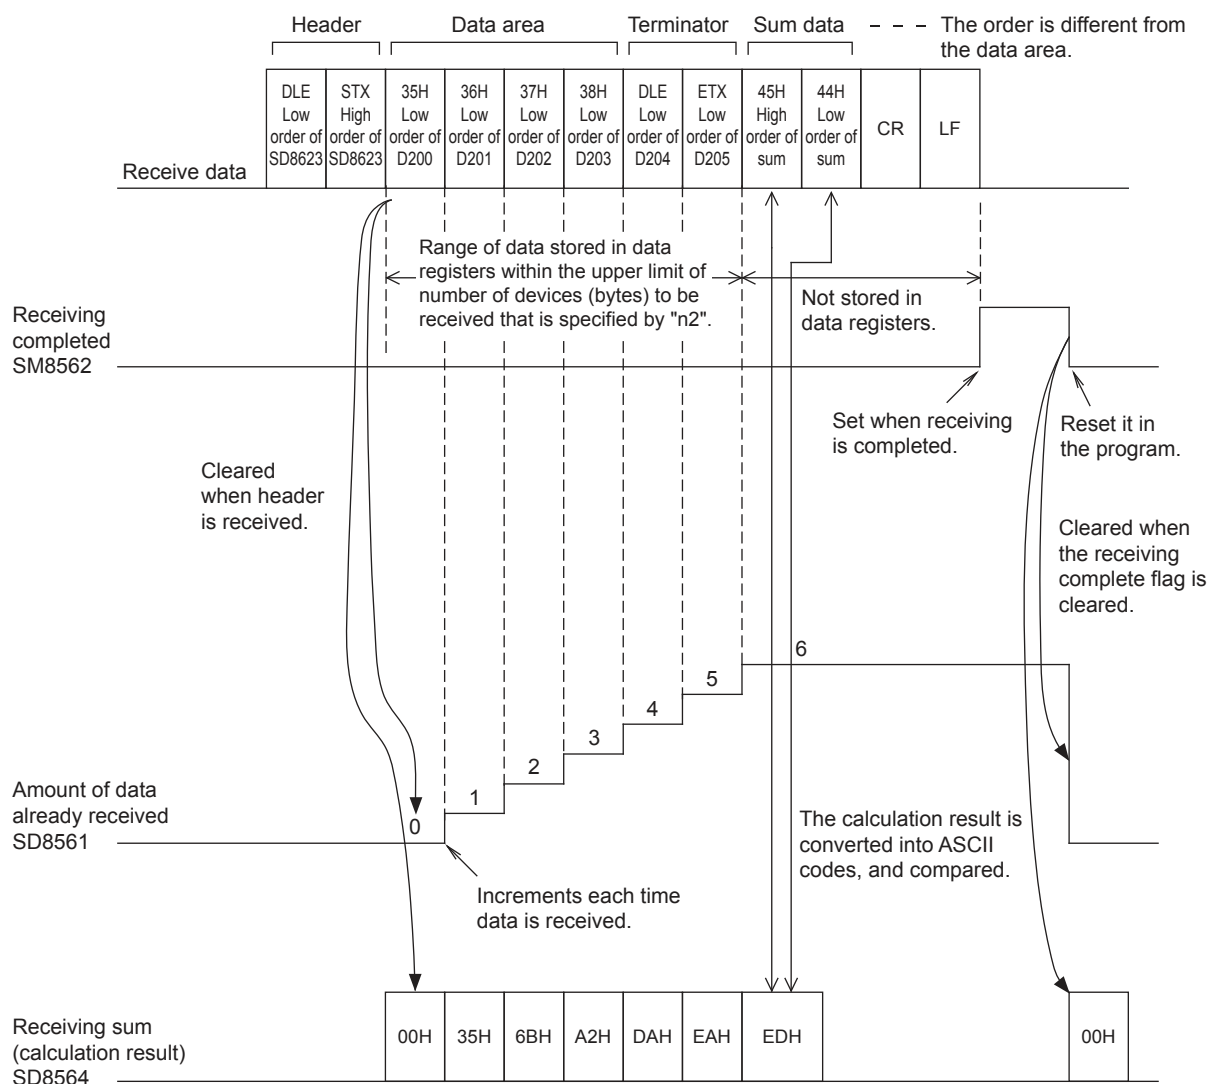 Header
Data area
Terminator
Sum data
The order is different from
the data area.
DLE
Low
order of
SD8623
STX
High
order of
SD8623
35H
Low
order of
D200
36H
Low
order of
D201
37H
Low
order of
D202
38H
Low
order of
D203
DLE
Low
order of
D204
ETX
Low
order of
D205
45H
High
order of
sum
44H
Low
order of
sum
CR
LF
Receive data
Range of data stored in data
registers within the upper limit of
number of devices (bytes) to be
received that is specified by "n2".
Not stored in
data registers.
Receiving
completed
SM8562
Set when receiving
is completed.
Reset it in
the program.
Cleared
when header
is received.
Cleared when
the receiving
complete flag is
cleared.
6
5
4
3
2
1
0
Amount of data
already received
SD8561
The calculation result is
converted into ASCII
codes, and compared.
Increments each time
data is received.
Receiving sum
(calculation result)
SD8564
00H
35H
6BH
A2H
DAH
EAH
EDH
00H